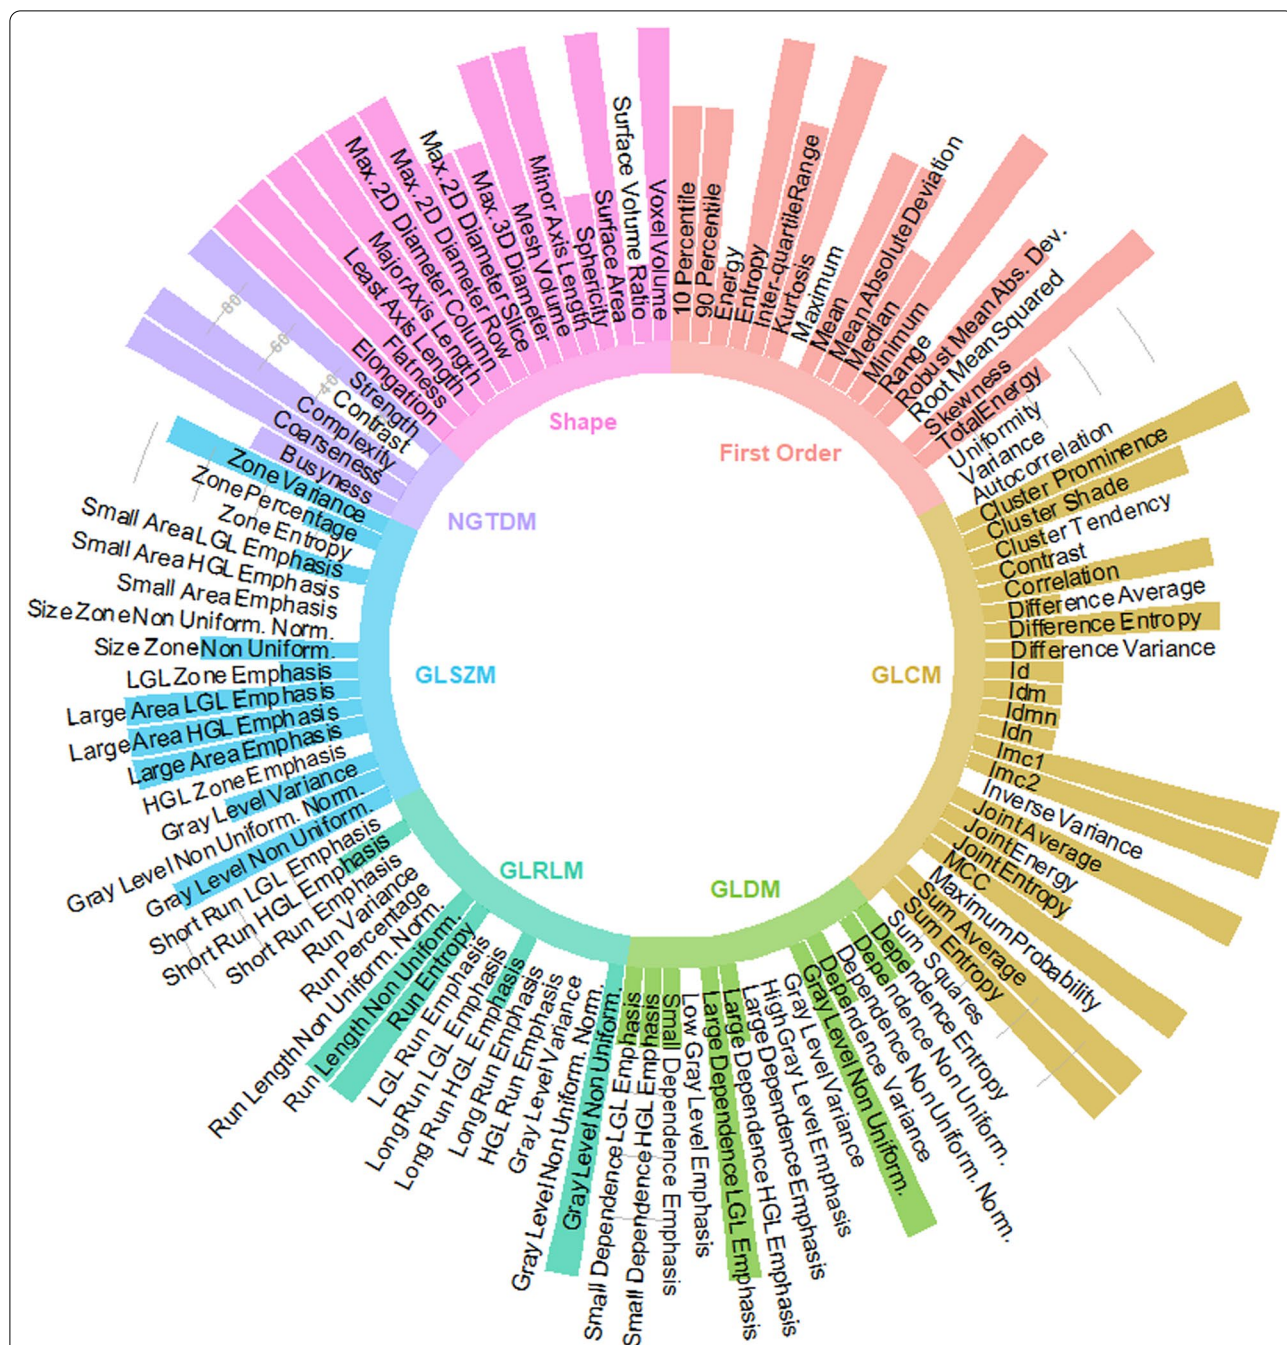 Shape
First Order
NGTDM
GLSZM
GLCM
GLRLM
GLDM
10 Percentile
90 Percentile
Energy
Entropy
Inter-quartile Range
Kurtosis
Maximum
Mean
Mean Absolute Deviation
Median
Minimum
Range
Robust Mean Abs. Dev.
Root Mean Squared
Skewness
Total Energy
Uniformity
Variance
Autocorrelation
Cluster Prominence
Cluster Shade
Cluster Tendency
Contrast
Correlation
Difference Average
Difference Entropy
Difference Variance
Id
Idm
Idmn
Idn
Imc1
Imc2
Inverse Variance
Joint Average
Joint Energy
Joint Entropy
MCC
Maximum Probability
Sum Average
Sum Entropy
Sum Squares
Dependence Entropy
Dependence Non Uniform.
Dependence Non Uniform. Norm.
Dependence Variance
Gray Level Non Uniform.
Gray Level Variance
High Gray Level Emphasis
Large Dependence Emphasis
Large Dependence HGL Emphasis
Large Dependence LGL Emphasis
Low Gray Level Emphasis
Small Dependence Emphasis
Small Dependence HGL Emphasis
Small Dependence LGL Emphasis
Gray Level Non Uniform.
Gray Level Non Uniform. Norm.
Gray Level Variance
HGL Run Emphasis
Long Run Emphasis
Long Run HGL Emphasis
Long Run LGL Emphasis
LGL Run Emphasis
Run Entropy
Run Length Non Uniform.
Run Length Non Uniform. Norm.
Run Percentage
Run Variance
Short Run Emphasis
Short Run HGL Emphasis
Short Run LGL Emphasis
Gray Level Non Uniform.
Gray Level Non Uniform. Norm.
Gray Level Variance
HGL Zone Emphasis
Large Area Emphasis
Large Area HGL Emphasis
Large Area LGL Emphasis
LGL Zone Emphasis
Size Zone Non Uniform.
Size Zone Non Uniform. Norm.
Small Area Emphasis
Small Area HGL Emphasis
Small Area LGL Emphasis
Zone Entropy
Zone Percentage
Zone Variance
Busyness
Coarseness
Complexity
Contrast
Strength
40
60
80
Elongation
Flatness
Least Axis Length
Major Axis Length
Max. 2D Diameter Column
Max. 2D Diameter Row
Max. 2D Diameter Slice
Max. 3D Diameter
Mesh Volume
Minor Axis Length
Sphericity
Surface Area
Surface Volume Ratio
Voxel Volume